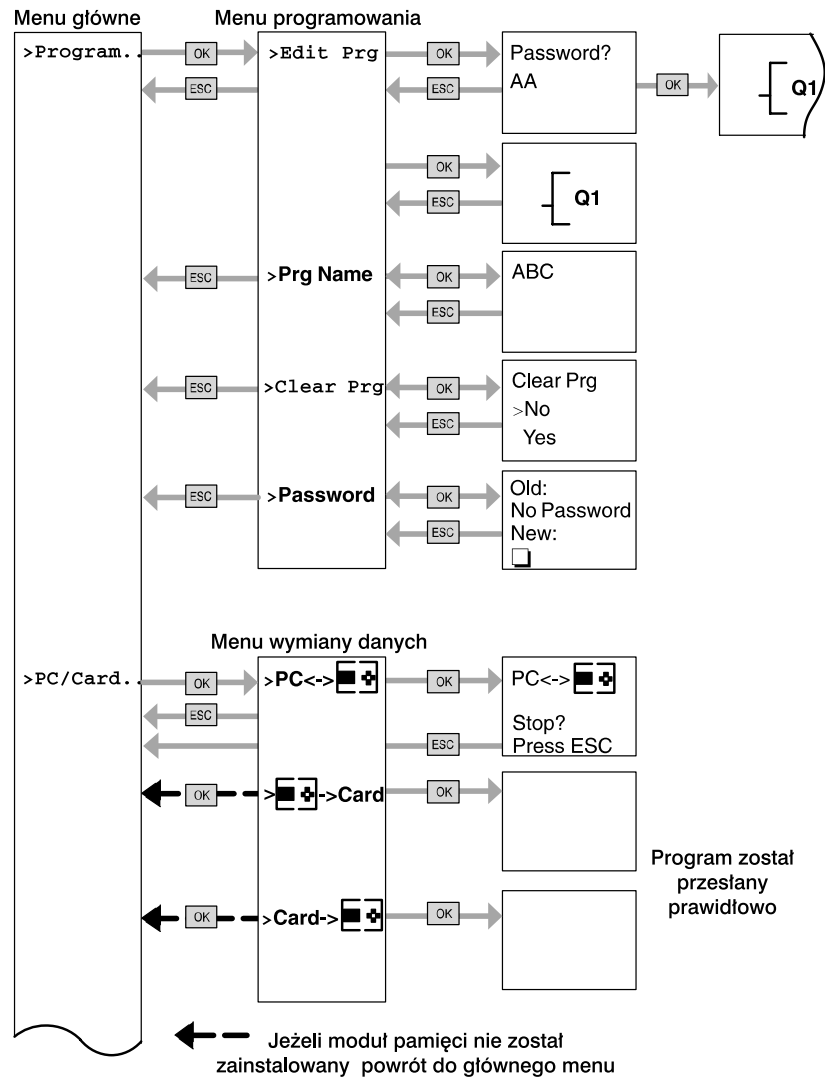 Menu główne
Menu programowania
>Program..
OK
>Edit Prg
OK
Password?
ESC
ESC
AA
OK
Q1
OK
Q1
ESC
ESC
>Prg Name
OK
ABC
ESC
ESC
>Clear Prg
OK
Clear Prg
>No
ESC
Yes
ESC
>Password
OK
Old:
No Password
ESC
New:
Menu wymiany danych
>PC/Card..
OK
>PC<->
OK
PC<->
ESC
Stop?
ESC
Press ESC
OK
>
->Card
OK
Program został
przesłany
prawidłowo
OK
>Card->
OK
Jeżeli moduł pamięci nie został
zainstalowany powrót do głównego menu